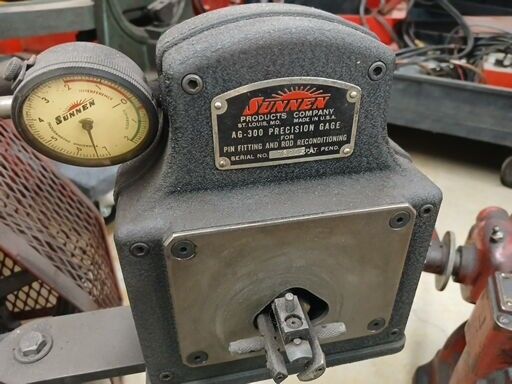 SUNNEN
PRODUCTS COMPANY
ST. LOUIS, MO. MADE IN U.S.A.
AG-300 PRECISION GAGE
FOR
PIN FITTING AND ROD RECONDITIONING
SERIAL NO. PAT. PEND.
INTERFERENCE
SUNNEN